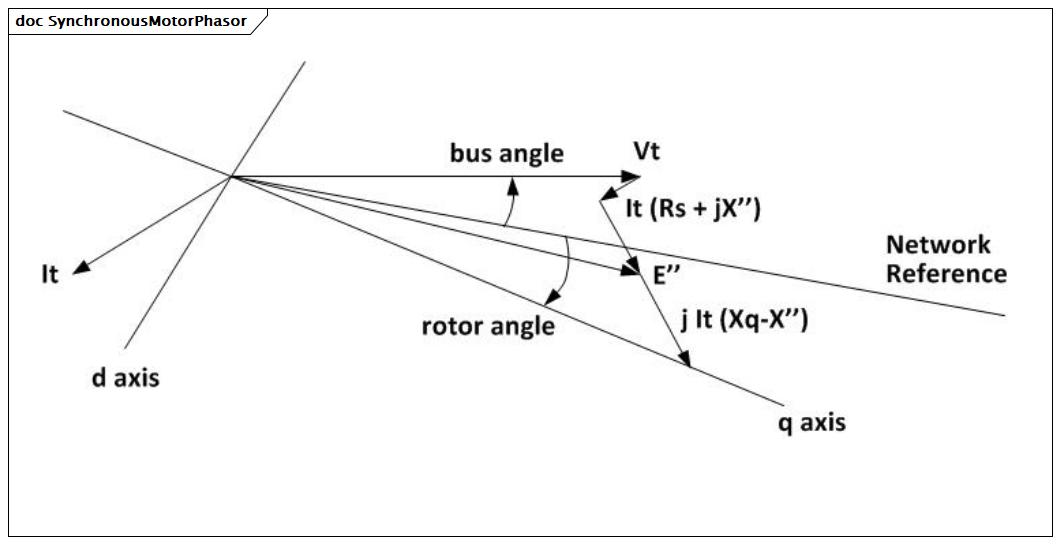 doc SynchronousMotorPhasor
bus angle
Vt
It (Rs + jX’’)
Network
Reference
It
E’’
rotor angle
j It (Xq-X’’)
d axis
q axis